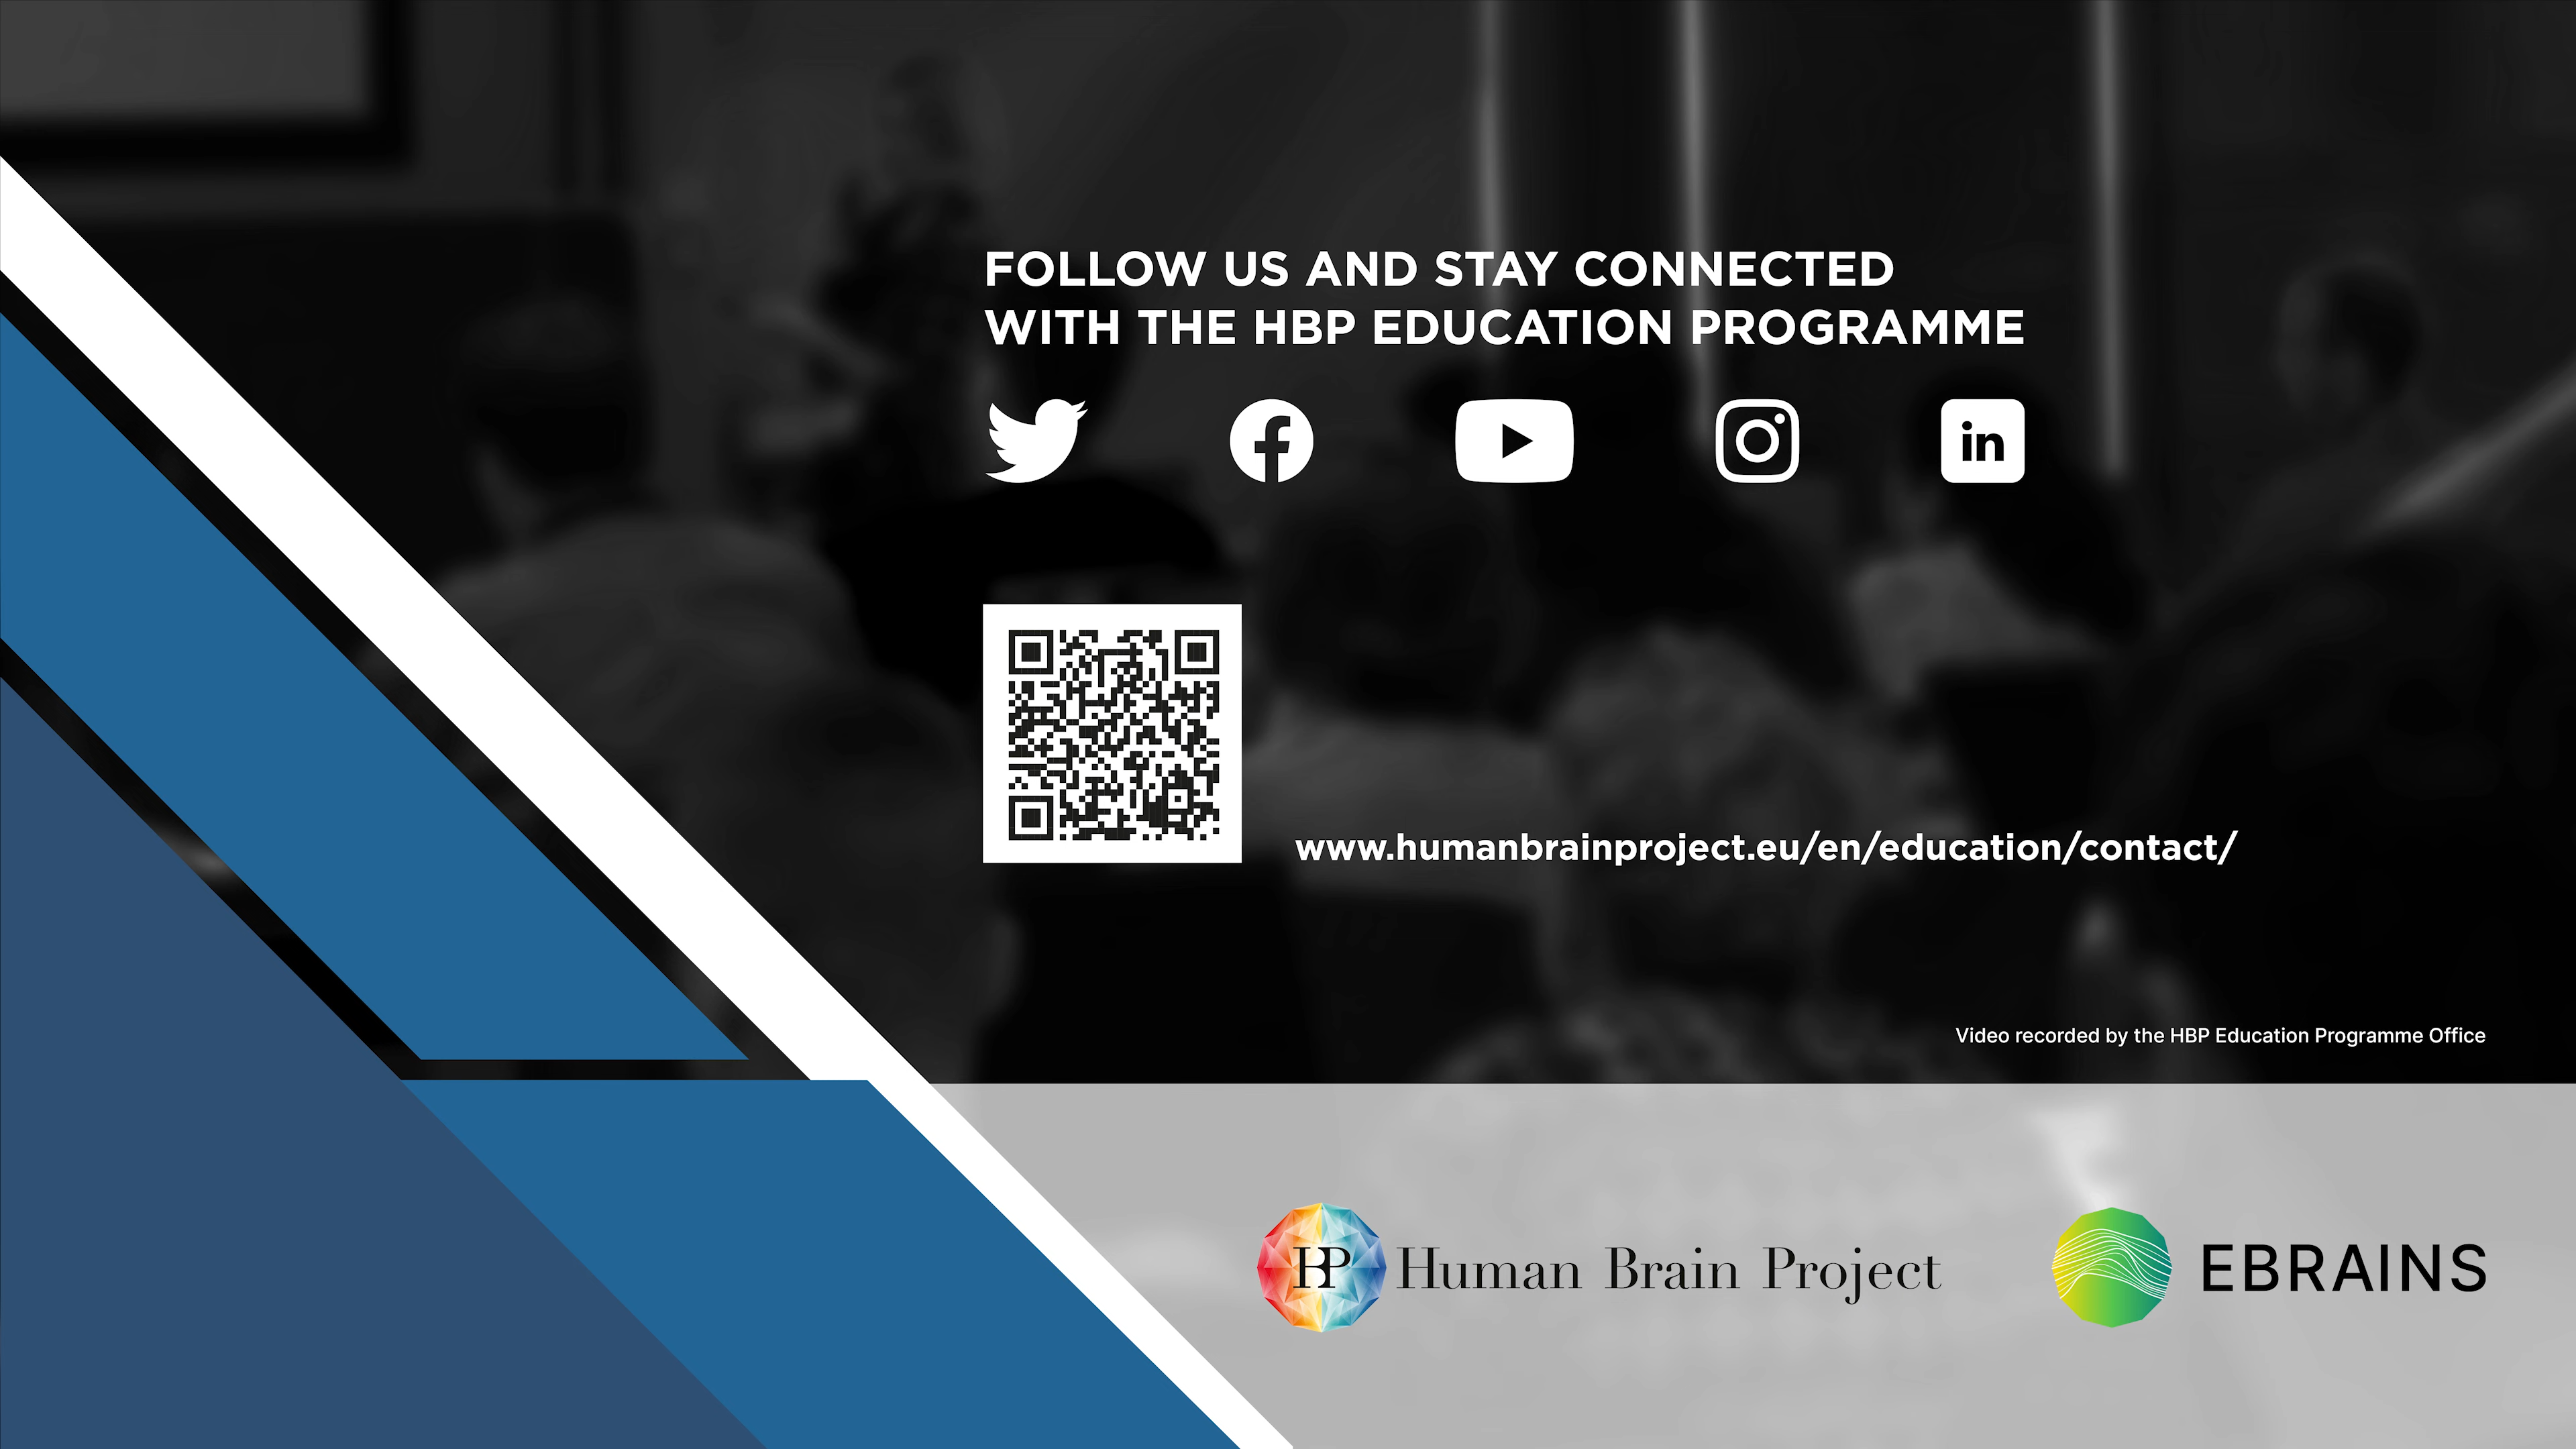 FOLLOW US AND STAY CONNECTED
WITH THE HBP EDUCATION PROGRAMME
in
www.humanbrainproject.eu/en/education/contact/
Video recorded by the HBP Education Programme Office
HBP Human Brain Project
EBRAINS